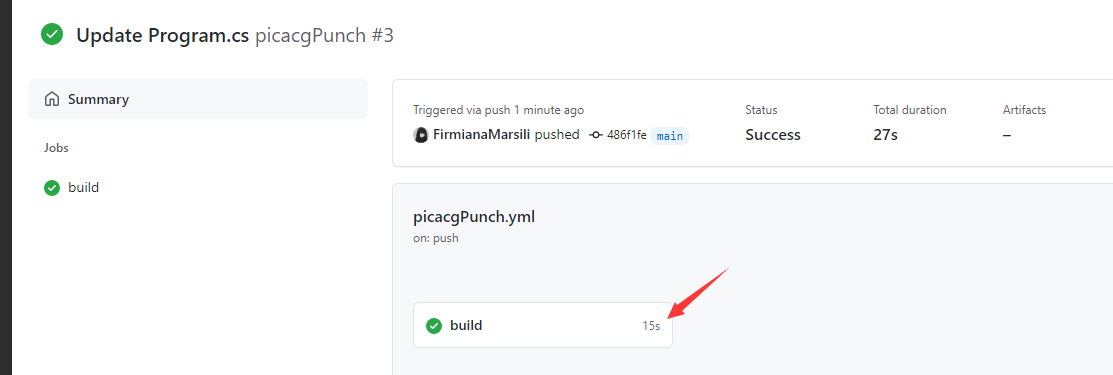 Update Program.cs picacgPunch #3
Summary
Jobs
build
Triggered via push 1 minute ago
FirmianaMarsili pushed 486f1fe main
Status
Success
Total duration
27s
Artifacts
–
picacgPunch.yml
on: push
build 15s